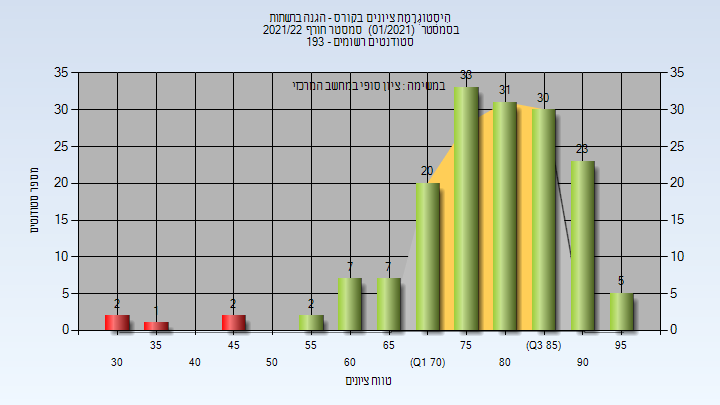 היסטוגרמת ציונים בקורס - הגנה ברשתות
בסמסטר (01/2021) סמסטר חורף 2021/22
סטודנטים רשומים - 193
במשימה : ציון סופי במחשב המרכזי
מספר סטודנטים
35 30 25 20 15 10 5 0
2 1 2 2 7 7 20 33 31 30 23 5
35 30 25 20 15 10 5 0
35 45 55 65 75 (Q3 85) 95
30 40 50 60 (Q1 70) 80 90
טווח ציונים